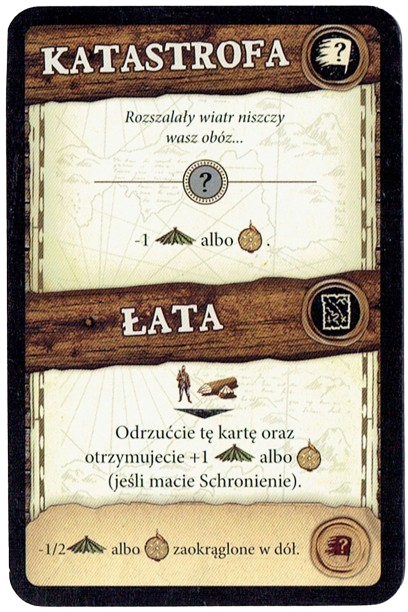 KATASTROFA
?
Rozszalały wiatr niszczy
wasz obóz...
?
-1 albo .
ŁATA
Odrzućcie tę kartę oraz
otrzymujecie +1 albo
(jeśli macie Schronienie).
-1/2 albo zaokrąglone w dół.
?